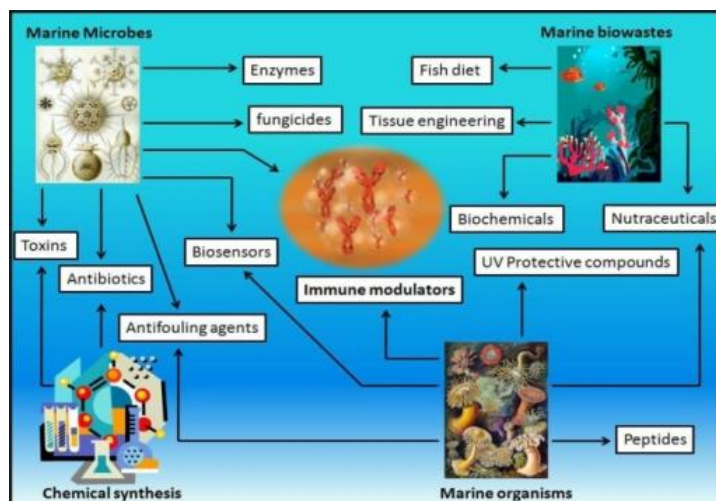 Marine Microbes
Marine biowastes
Enzymes
Fish diet
fungicides
Tissue engineering
Biochemicals
Nutraceuticals
Toxins
Biosensors
UV Protective compounds
Antibiotics
Immune modulators
Antifouling agents
Peptides
Chemical synthesis
Marine organisms